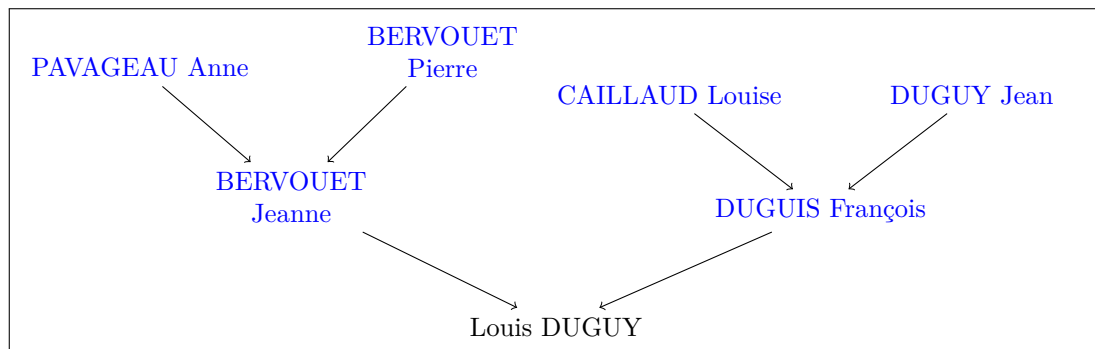 PAVAGEAU Anne
BERVOUET
Pierre
CAILLAUD Louise
DUGUY Jean
BERVOUET
Jeanne
DUGUIS François
Louis DUGUY